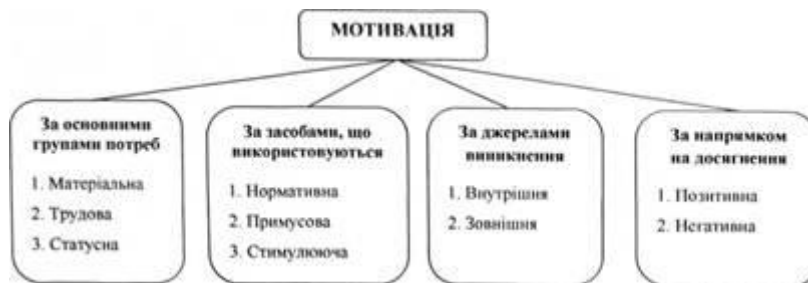 МОТИВАЦІЯ
За основними
групами потреб
1. Матеріальна
2. Трудова
3. Статусна
За засобами, що
використовуються
1. Нормативна
2. Примусова
3. Стимулююча
За джерелами
виникнення
1. Внутрішня
2. Зовнішня
За напрямком
на досягнення
1. Позитивна
2. Негативна